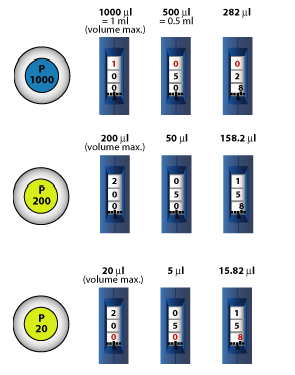 1000 µl
= 1 ml
(volume max.)
500 µl
= 0.5 ml
282 µl
P
1000
1
0
0
0
5
0
0
2
8
200 µl
(volume max.)
50 µl
158.2 µl
P
200
2
0
0
0
5
0
1
5
8
20 µl
(volume max.)
5 µl
15.82 µl
P
20
2
0
0
0
5
0
1
5
8